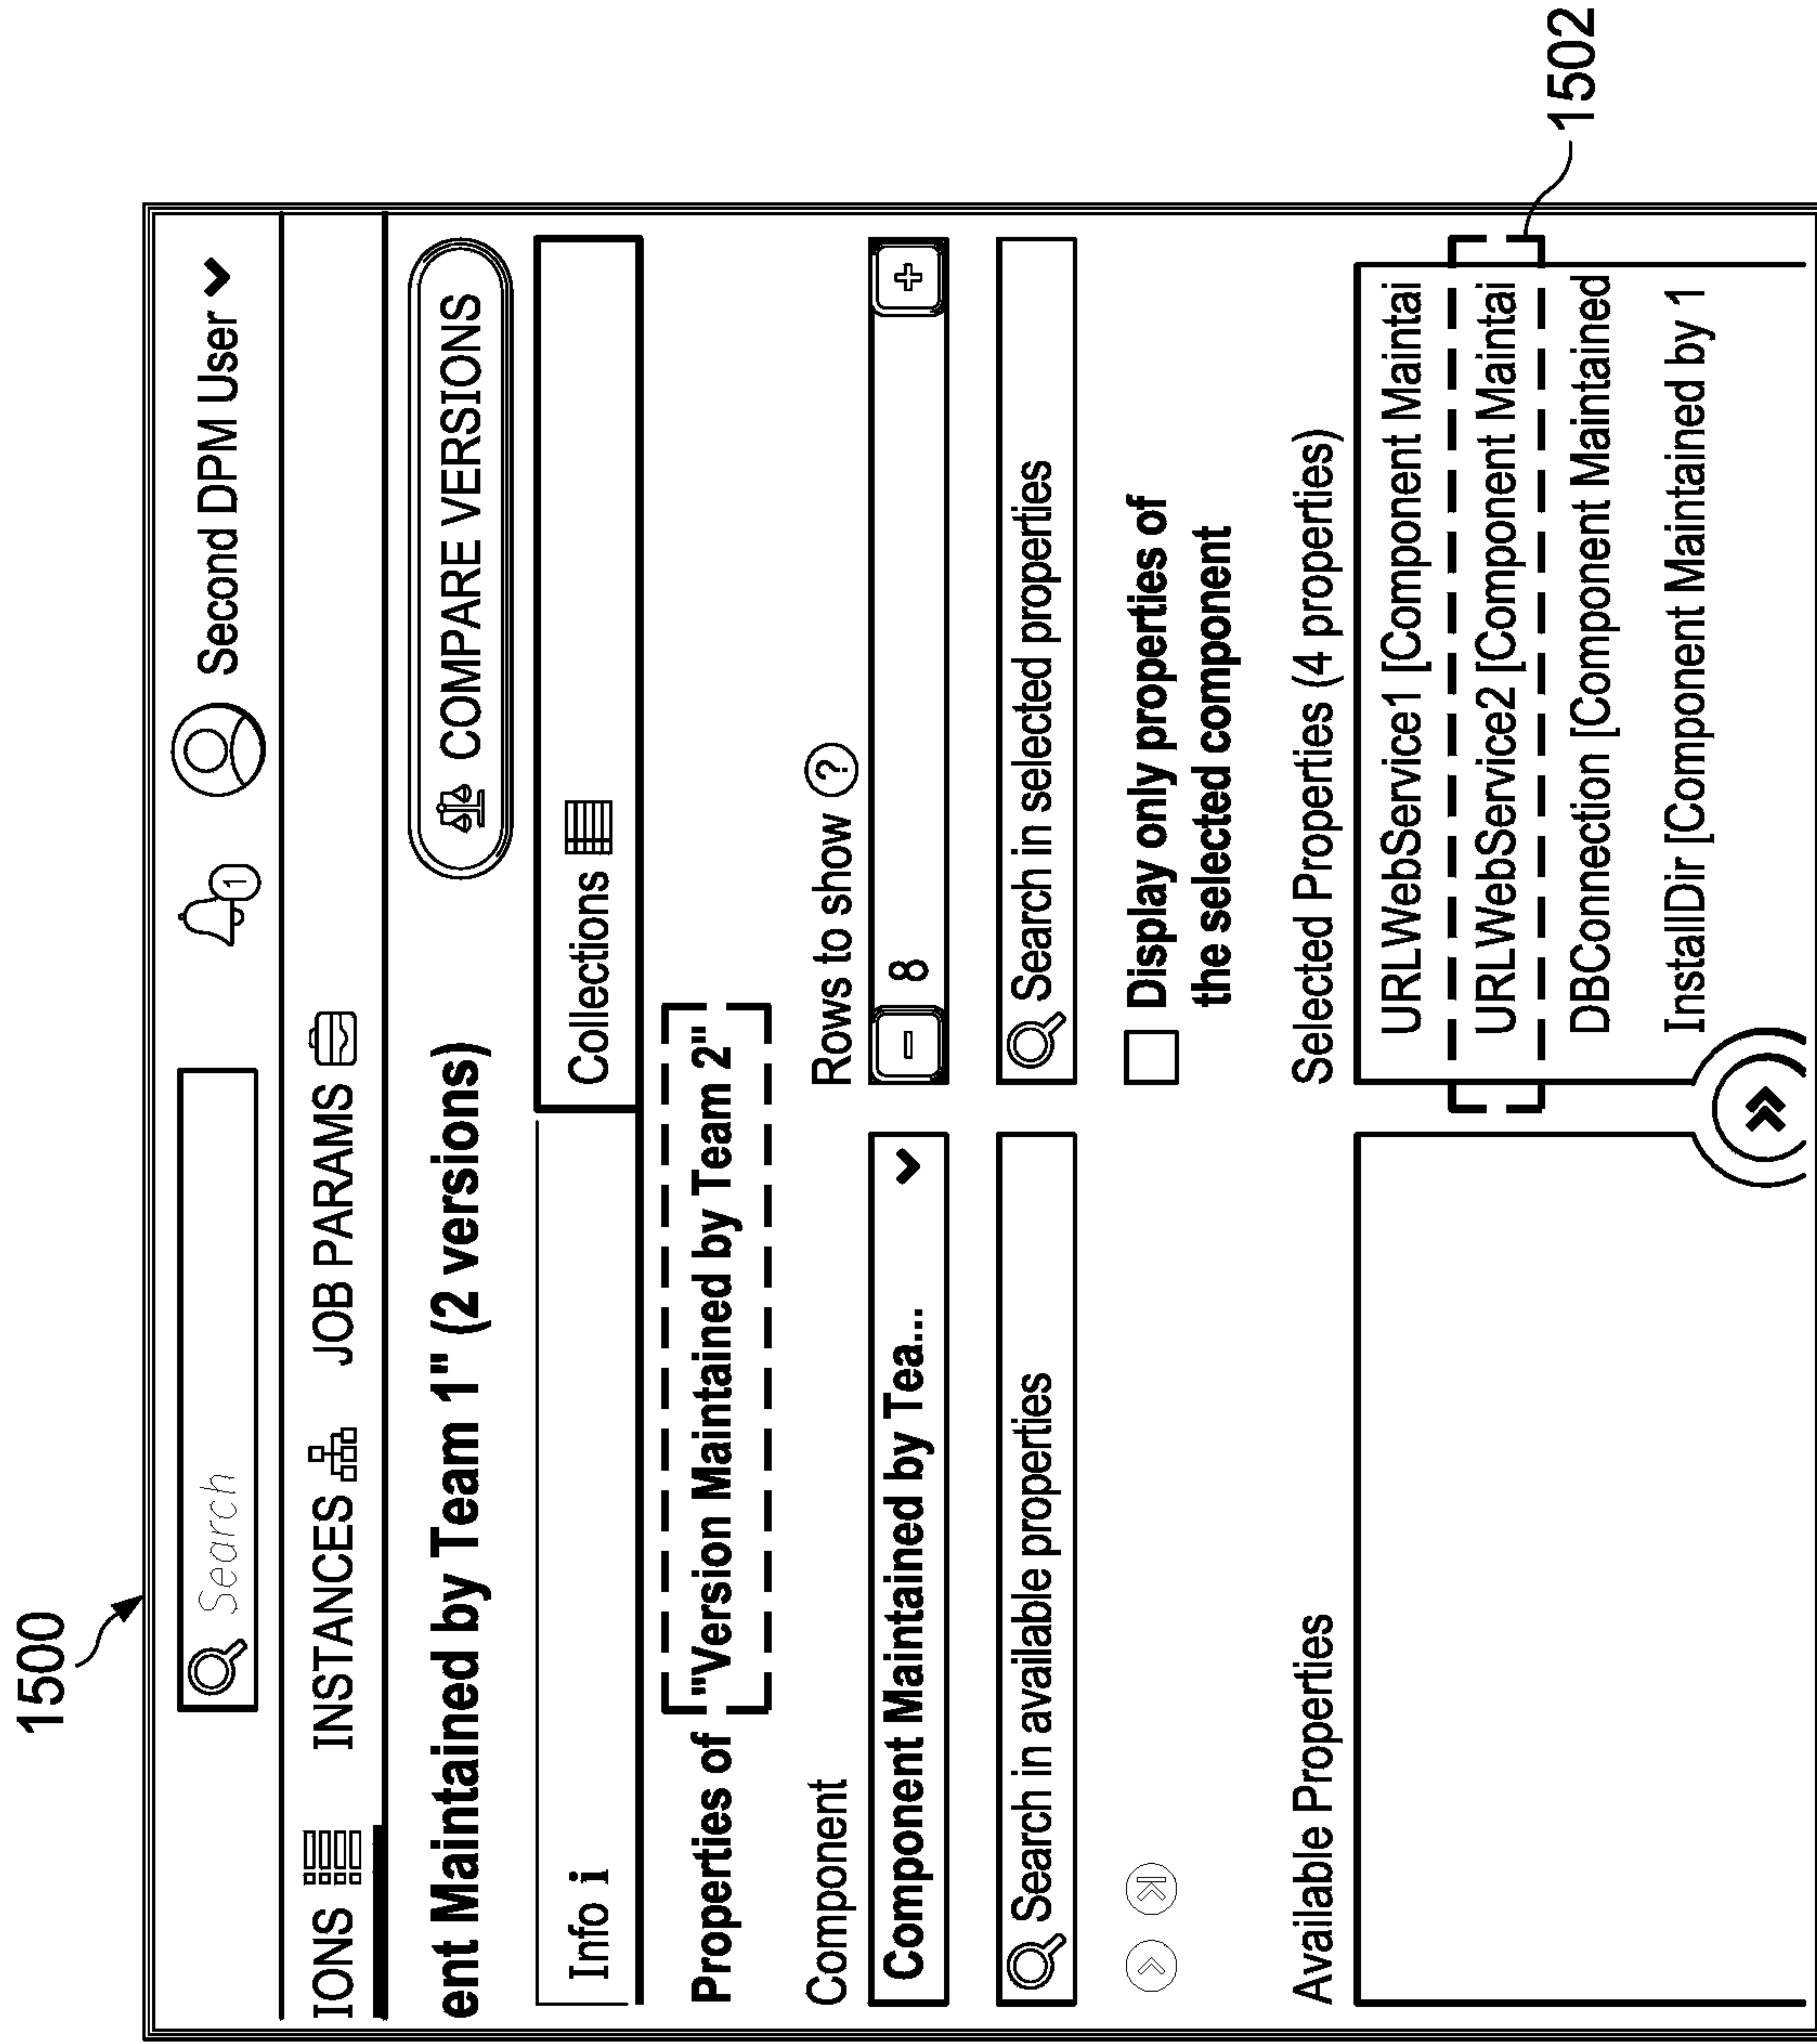 1500
Search
1
Second DPM User
IONS
INSTANCES
JOB PARAMS
ent Maintained by Team 1" (2 versions)
COMPARE VERSIONS
Info i
Collections
Properties of "Version Maintained by Team 2"
Component
Rows to show ?
Component Maintained by Tea...
- 8 +
Search in available properties
Search in selected properties
Display only properties of
the selected component
Available Properties
Selected Properties (4 properties)
URLWebService1 [Component Maintai
URLWebService2 [Component Maintai
DBConnection [Component Maintained
InstallDir [Component Maintained by 1
1502